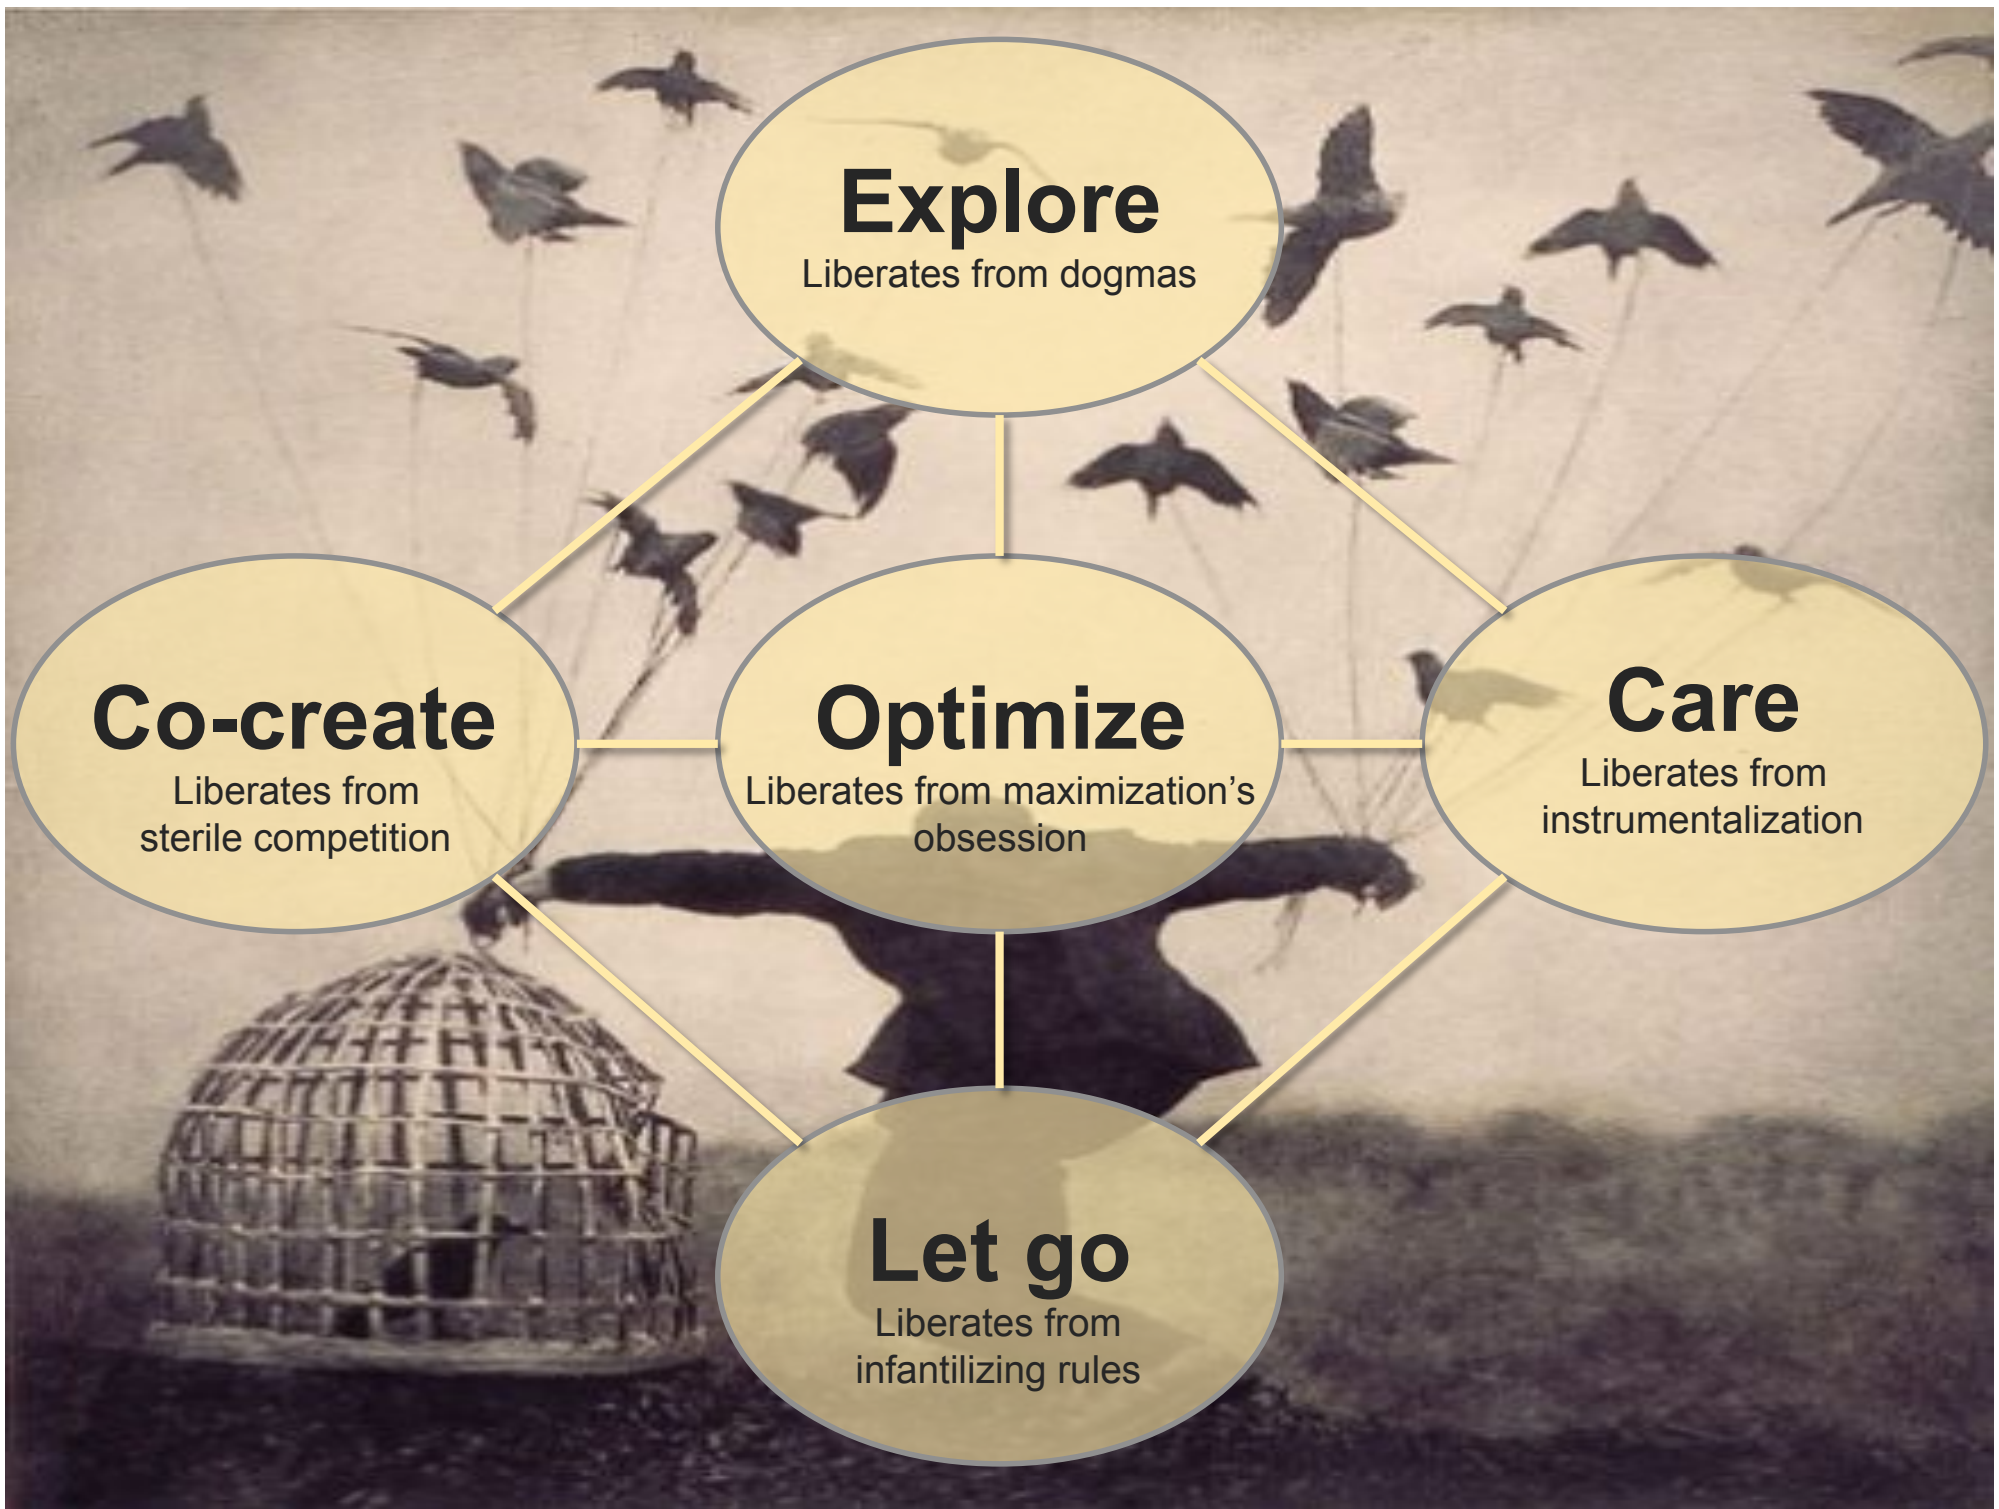 Explore
Liberates from dogmas
Co-create
Liberates from
sterile competition
Optimize
Liberates from maximization’s
obsession
Care
Liberates from
instrumentalization
Let go
Liberates from
infantilizing rules